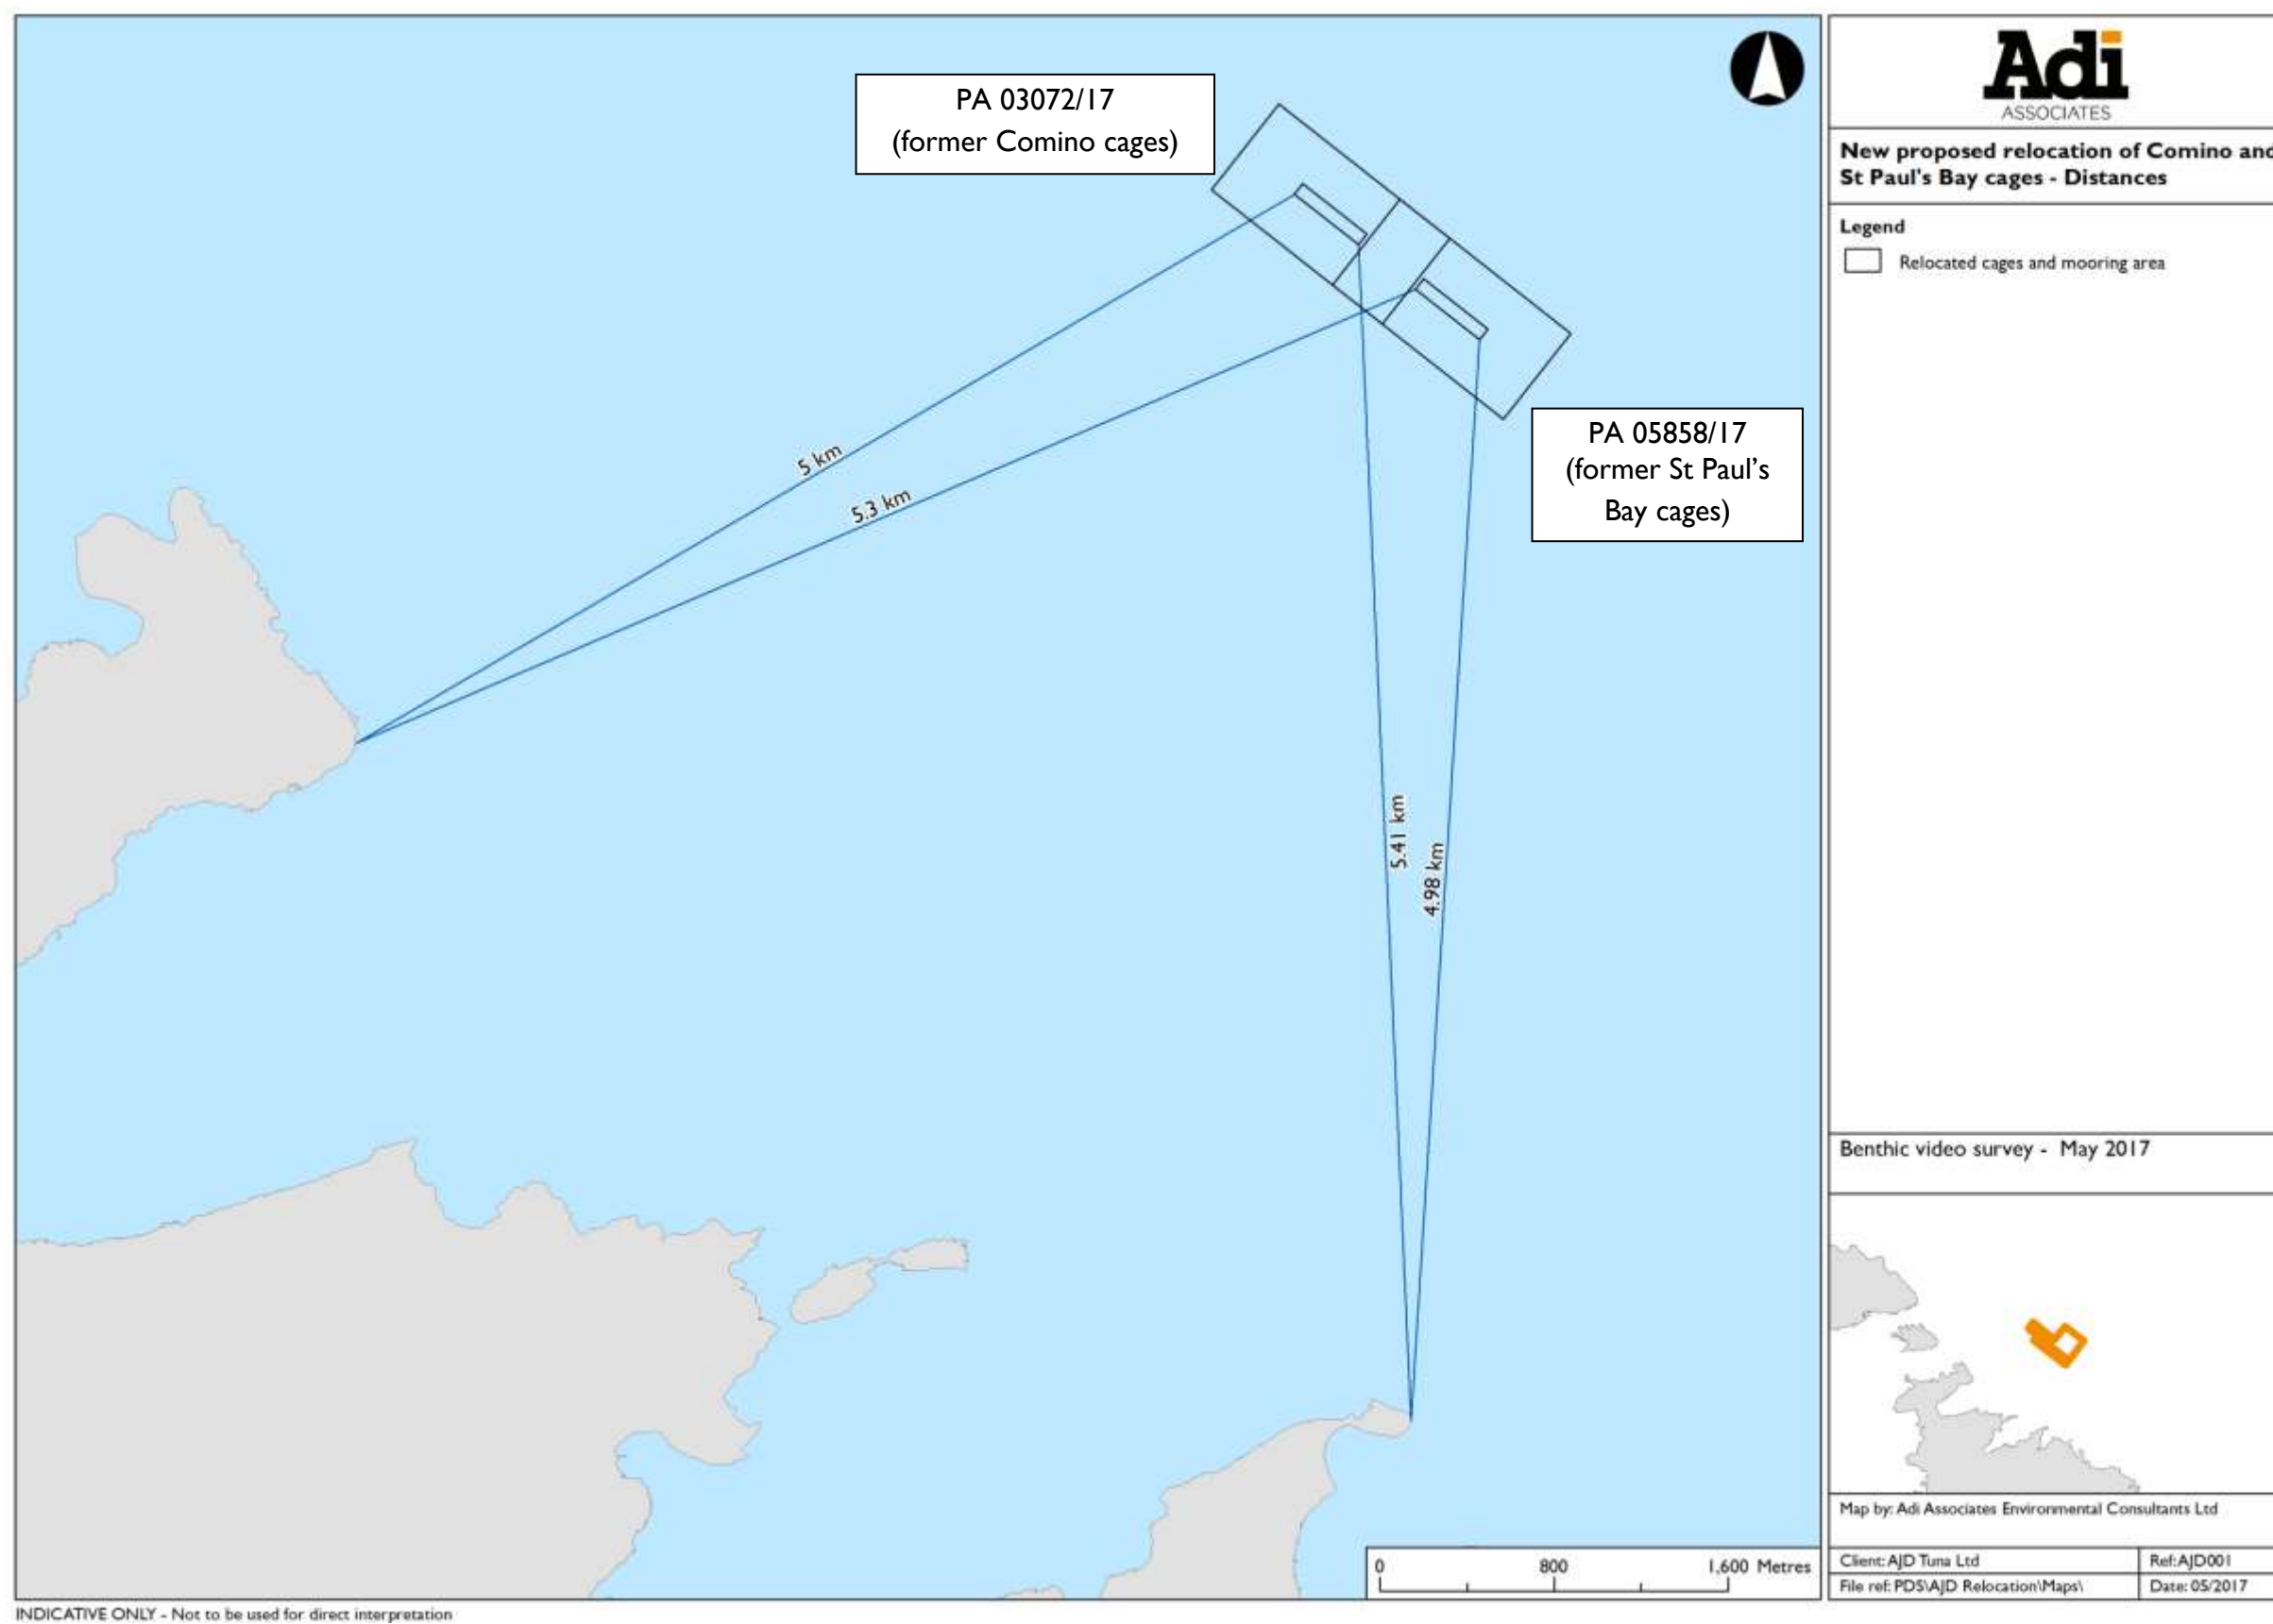 PA 03072/17
(former Comino cages)
PA 05858/17
(former St Paul’s
Bay cages)
5 km
5.3 km
5.41 km
4.98 km
0 800 1,600 Metres
INDICATIVE ONLY - Not to be used for direct interpretation
Adi
ASSOCIATES
New proposed relocation of Comino and
St Paul's Bay cages - Distances
Legend
Relocated cages and mooring area
Benthic video survey - May 2017
Map by: Adi Associates Environmental Consultants Ltd
Client: AJD Tuna Ltd
Ref: AJD001
File ref: PDS\AJD Relocation\Maps\
Date: 05/2017